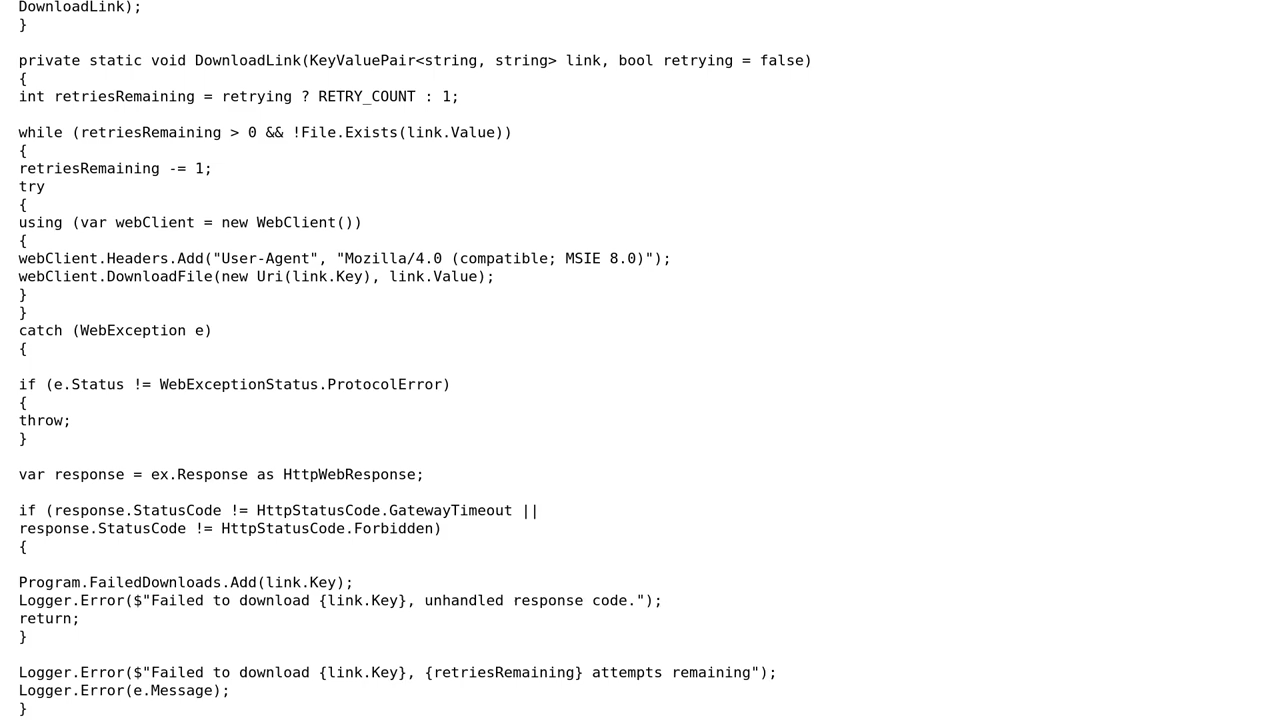 DownloadLink);
}
private static void DownloadLink(KeyValuePair<string, string> link, bool retrying = false)
{
int retriesRemaining = retrying ? RETRY_COUNT : 1;
while (retriesRemaining > 0 && !File.Exists(link.Value))
{
retriesRemaining -= 1;
try
{
using (var webClient = new WebClient())
{
webClient.Headers.Add("User-Agent", "Mozilla/4.0 (compatible; MSIE 8.0)");
webClient.DownloadFile(new Uri(link.Key), link.Value);
}
}
catch (WebException e)
{
if (e.Status != WebExceptionStatus.ProtocolError)
{
throw;
}
var response = ex.Response as HttpWebResponse;
if (response.StatusCode != HttpStatusCode.GatewayTimeout ||
response.StatusCode != HttpStatusCode.Forbidden)
{
Program.FailedDownloads.Add(link.Key);
Logger.Error($"Failed to download {link.Key}, unhandled response code.");
return;
}
Logger.Error($"Failed to download {link.Key}, {retriesRemaining} attempts remaining");
Logger.Error(e.Message);
}